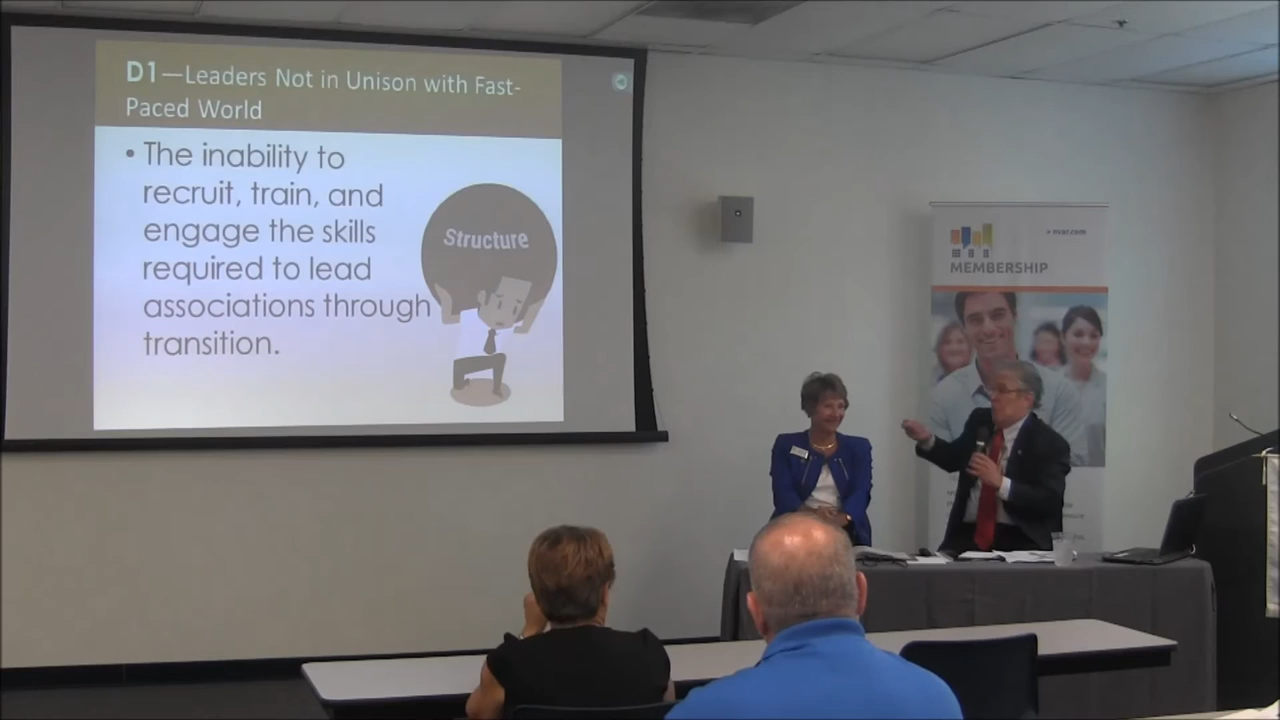 D1—Leaders Not in Unison with Fast-
Paced World
• The inability to
recruit, train, and
engage the skills
required to lead
associations through
transition.
Structure
MEMBERSHIP